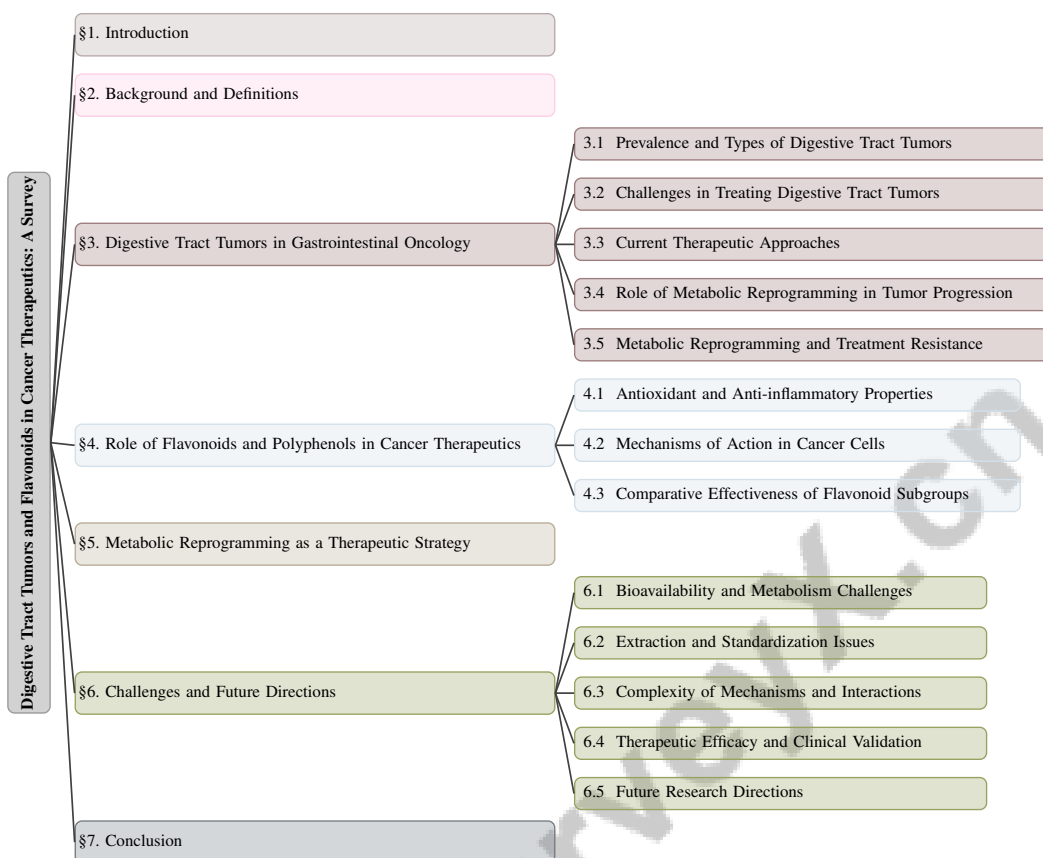 Digestive Tract Tumors and Flavonoids in Cancer Therapeutics: A Survey
§1. Introduction
§2. Background and Definitions
§3. Digestive Tract Tumors in Gastrointestinal Oncology
3.1 Prevalence and Types of Digestive Tract Tumors
3.2 Challenges in Treating Digestive Tract Tumors
3.3 Current Therapeutic Approaches
3.4 Role of Metabolic Reprogramming in Tumor Progression
3.5 Metabolic Reprogramming and Treatment Resistance
§4. Role of Flavonoids and Polyphenols in Cancer Therapeutics
4.1 Antioxidant and Anti-inflammatory Properties
4.2 Mechanisms of Action in Cancer Cells
4.3 Comparative Effectiveness of Flavonoid Subgroups
§5. Metabolic Reprogramming as a Therapeutic Strategy
§6. Challenges and Future Directions
6.1 Bioavailability and Metabolism Challenges
6.2 Extraction and Standardization Issues
6.3 Complexity of Mechanisms and Interactions
6.4 Therapeutic Efficacy and Clinical Validation
6.5 Future Research Directions
§7. Conclusion
rveyx.cn